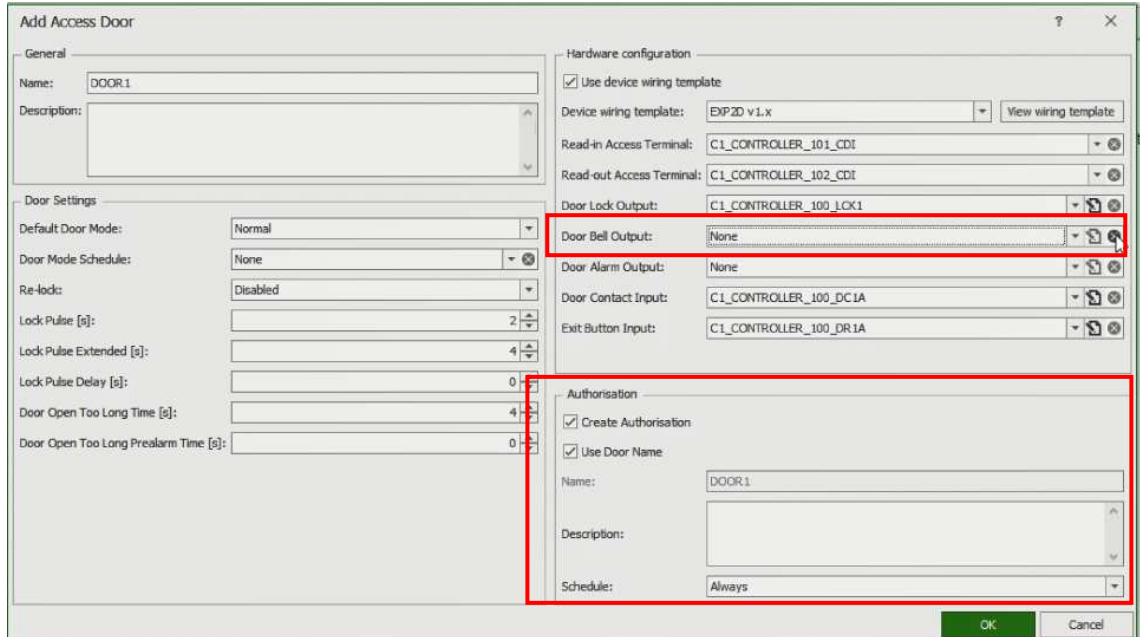 Add Access Door
?
General
Name: DOOR1
Description:
Door Settings
Default Door Mode: Normal
Door Mode Schedule: None
Re-lock: Disabled
Lock Pulse [s]: 2
Lock Pulse Extended [s]: 4
Lock Pulse Delay [s]: 0
Door Open Too Long Time [s]: 4
Door Open Too Long Prealarm Time [s]: 0
Hardware configuration
Use device wiring template
Device wiring template: EXP2D v1.x View wiring template
Read-in Access Terminal: C1_CONTROLLER_101_CDI
Read-out Access Terminal: C1_CONTROLLER_102_CDI
Door Lock Output: C1_CONTROLLER_100_LCK1
Door Bell Output: None
Door Alarm Output: None
Door Contact Input: C1_CONTROLLER_100_DC1A
Exit Button Input: C1_CONTROLLER_100_DR1A
Authorisation
Create Authorisation
Use Door Name
Name: DOOR1
Description:
Schedule: Always
OK Cancel